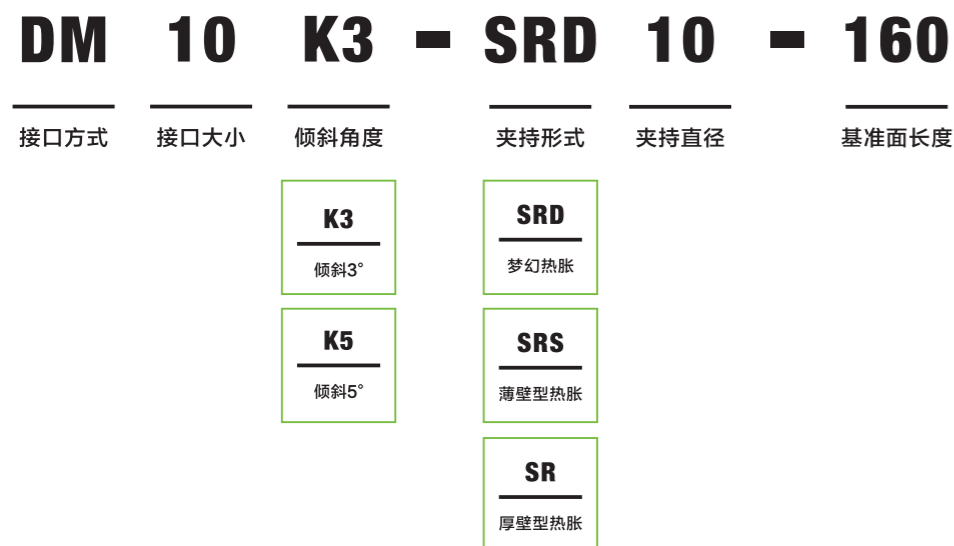 DM 10 K3 - SRD 10 - 160
接口方式 接口大小 倾斜角度 夹持形式 夹持直径 基准面长度
K3 SRD
倾斜3° 梦幻热胀
K5 SRS
倾斜5° 薄壁型热胀
SR
厚壁型热胀